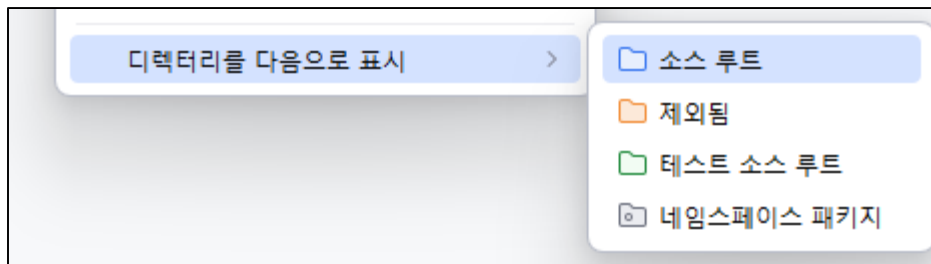 디렉터리를 다음으로 표시
소스 루트
제외됨
테스트 소스 루트
네임스페이스 패키지